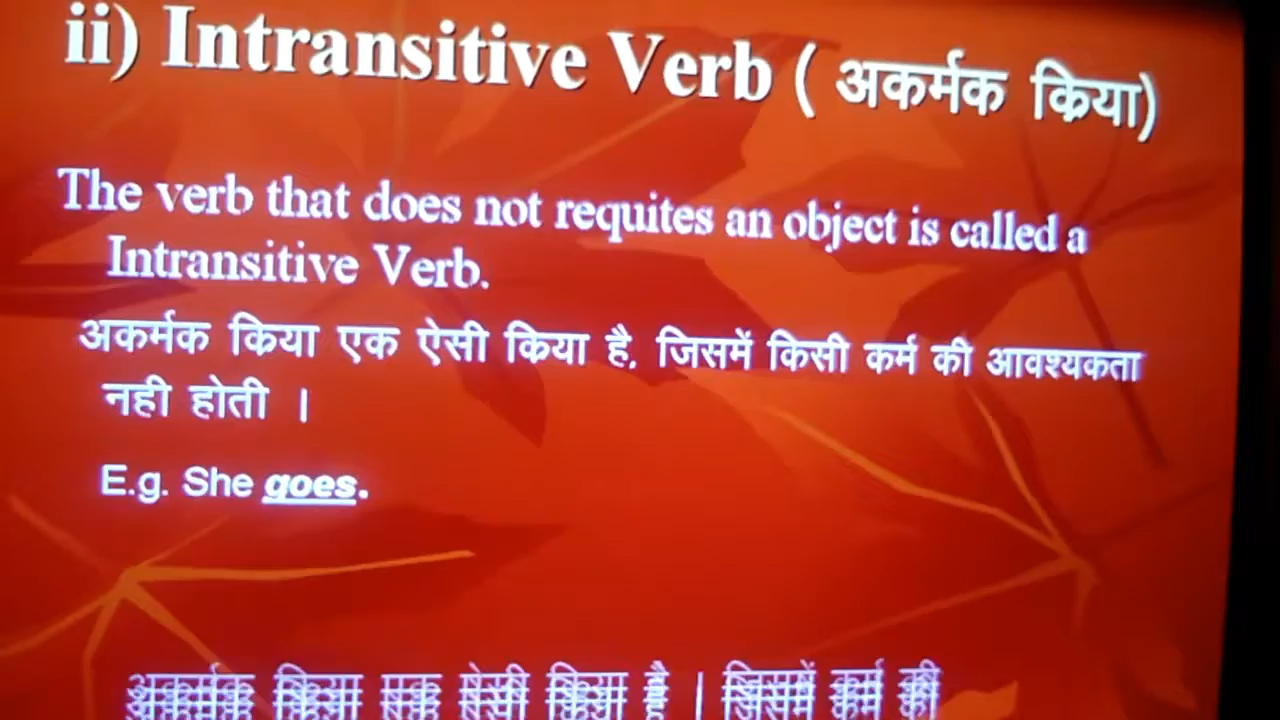 ii) Intransitive Verb ( अकर्मक क्रिया)
The verb that does not requites an object is called a
Intransitive Verb.
अकर्मक किया एक ऐसी किया है, जिसमें किसी कर्म की आवश्यकता
नही होती ।
E.g. She goes.
अकर्मक क्रिया एक ऐसी क्रिया है । जिसमें कर्म की